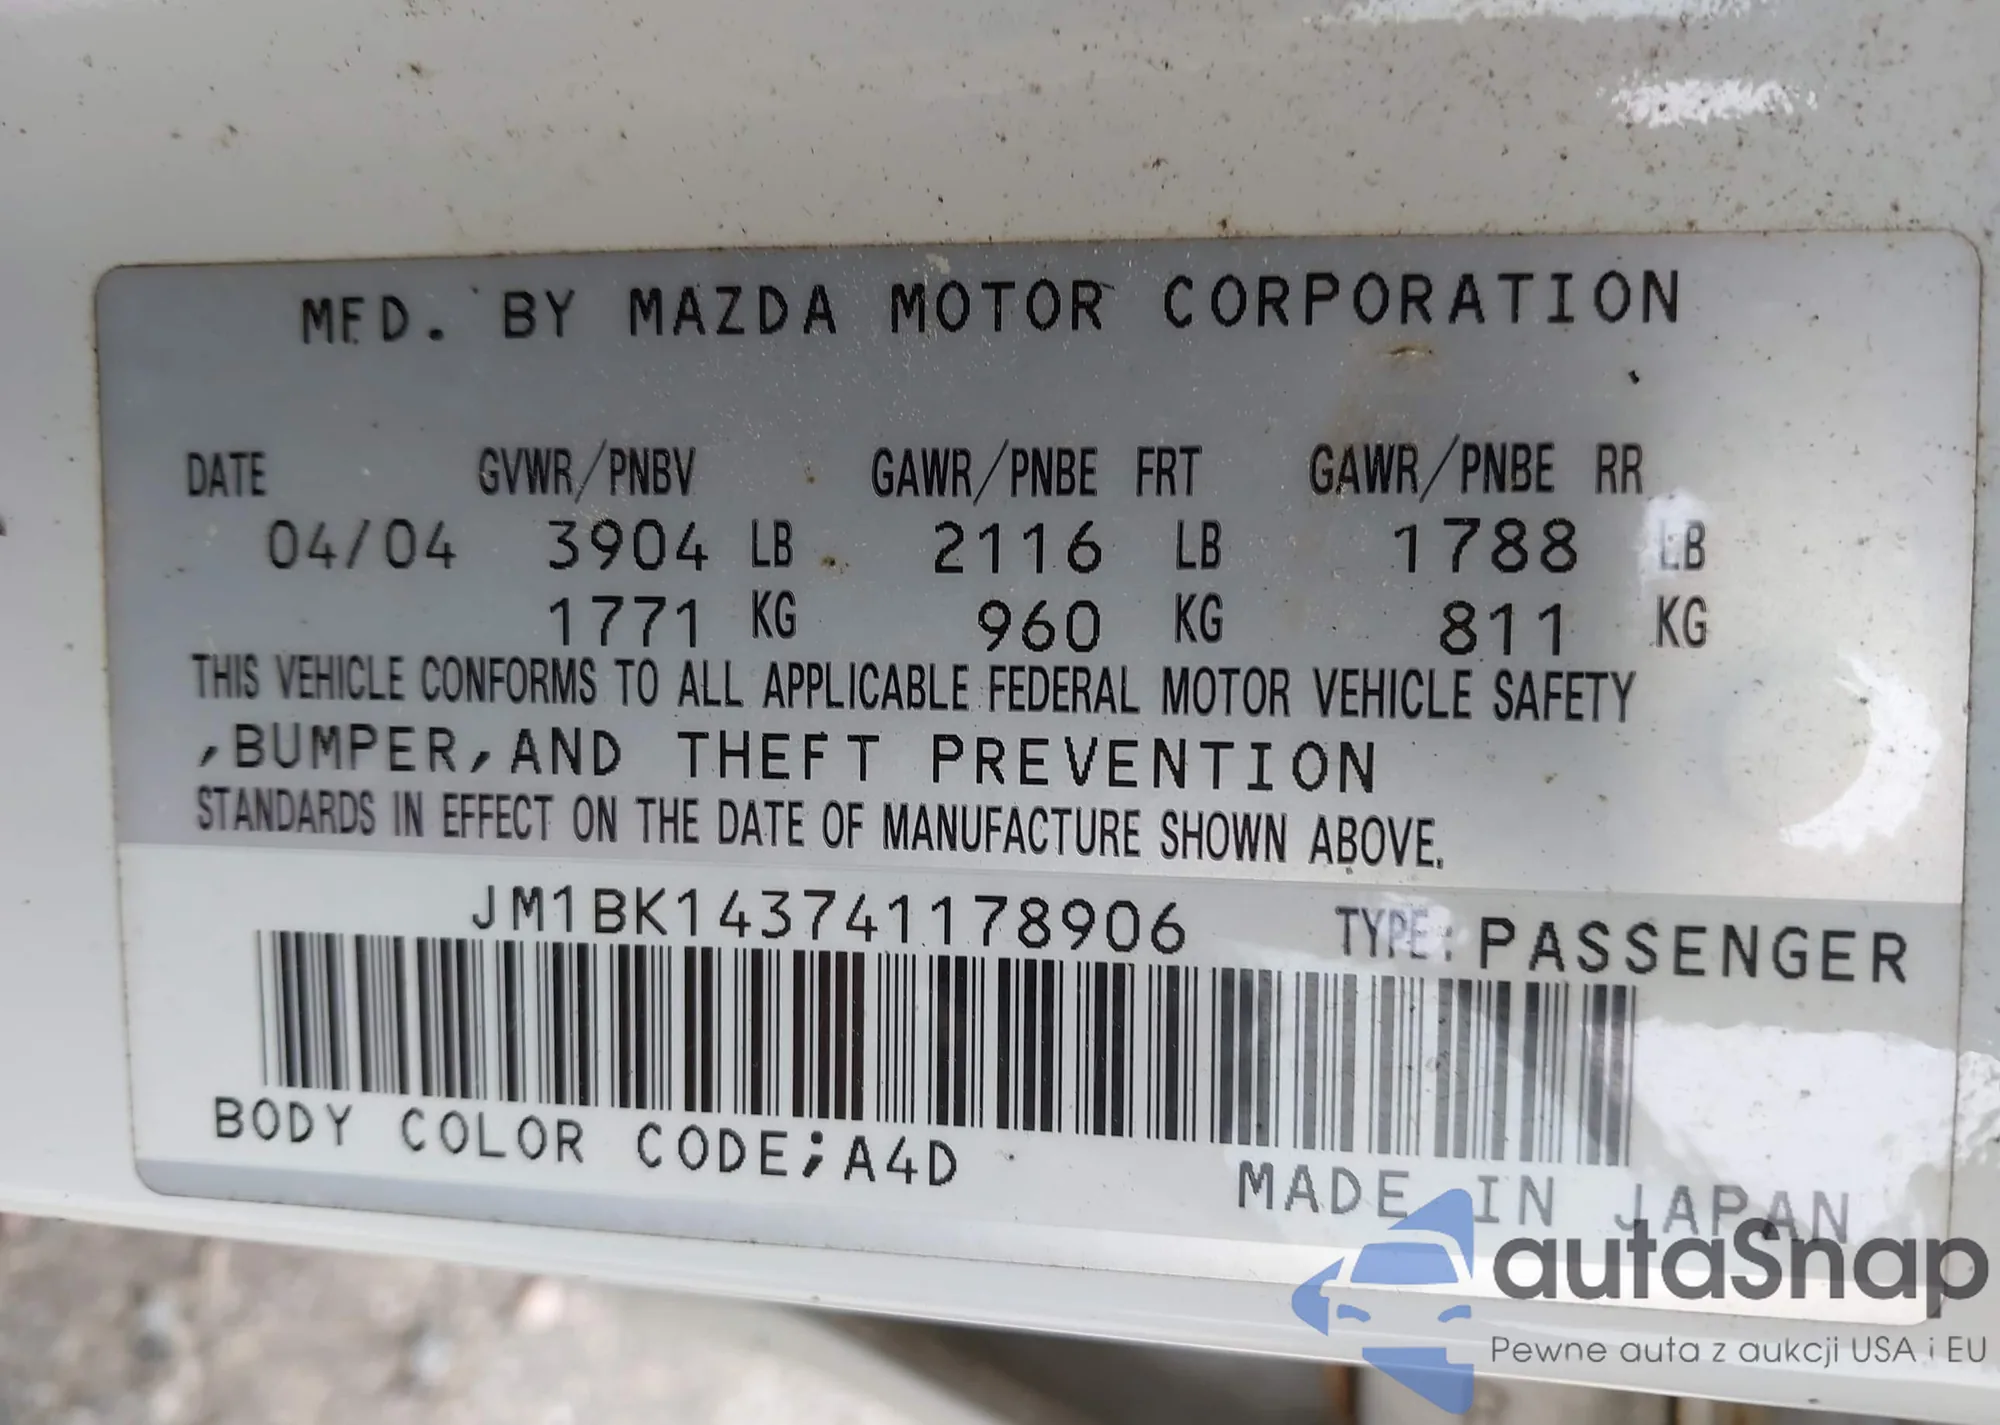 MFD. BY MAZDA MOTOR CORPORATION
DATE GVWR/PNBV GAWR/PNBE FRT GAWR/PNBE RR
04/04 3904 LB 2116 LB 1788 LB
1771 KG 960 KG 811 KG
THIS VEHICLE CONFORMS TO ALL APPLICABLE FEDERAL MOTOR VEHICLE SAFETY
,BUMPER,AND THEFT PREVENTION
STANDARDS IN EFFECT ON THE DATE OF MANUFACTURE SHOWN ABOVE.
JM1BK143741178906 TYPE: PASSENGER
BODY COLOR CODE;A4D
MADE IN JAPAN
autaSnap
Pewne auta z aukcji USA i EU